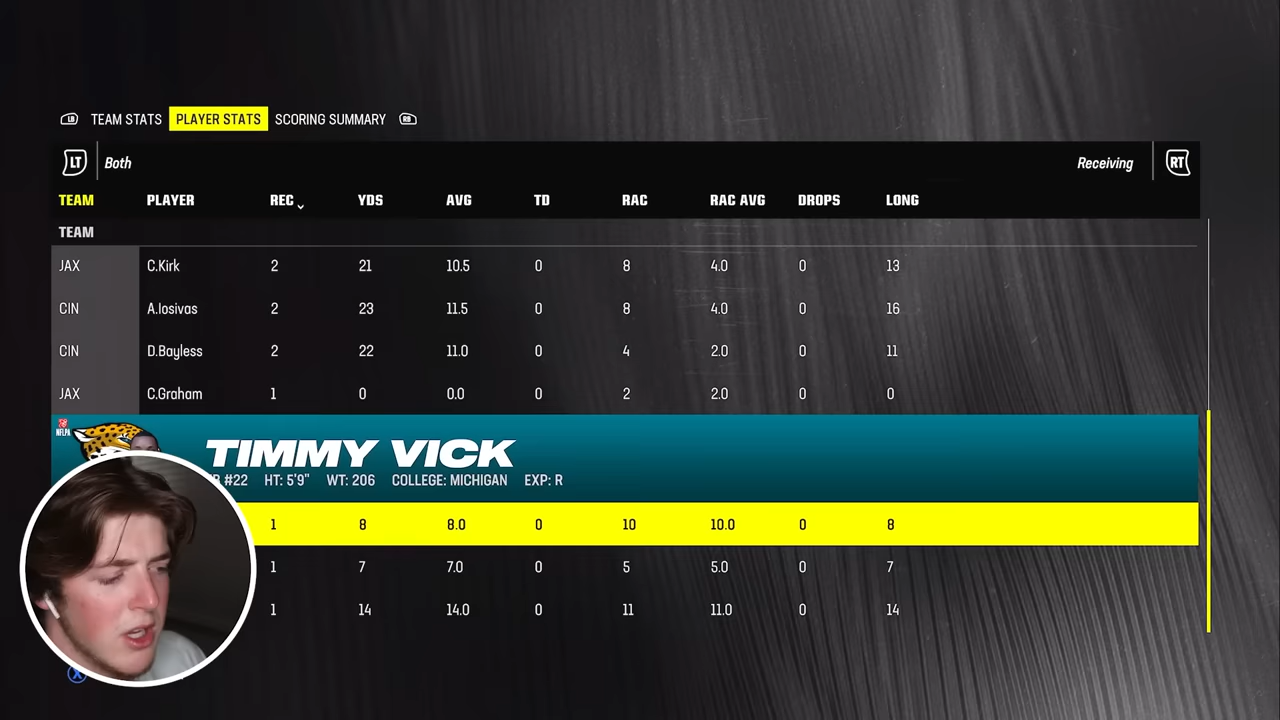 LB TEAM STATS PLAYER STATS SCORING SUMMARY RB
LT Both Receiving RT
TEAM PLAYER REC YDS AVG TD RAC RAC AVG DROPS LONG
TEAM
JAX C.Kirk 2 21 10.5 0 8 4.0 0 13
CIN A.Iosivas 2 23 11.5 0 8 4.0 0 16
CIN D.Bayless 2 22 11.0 0 4 2.0 0 11
JAX C.Graham 1 0 0.0 0 2 2.0 0 0
NFLPA
TIMMY VICK
#22 HT: 5'9" WT: 206 COLLEGE: MICHIGAN EXP: R
1 8 8.0 0 10 10.0 0 8
1 7 7.0 0 5 5.0 0 7
1 14 14.0 0 11 11.0 0 14
X